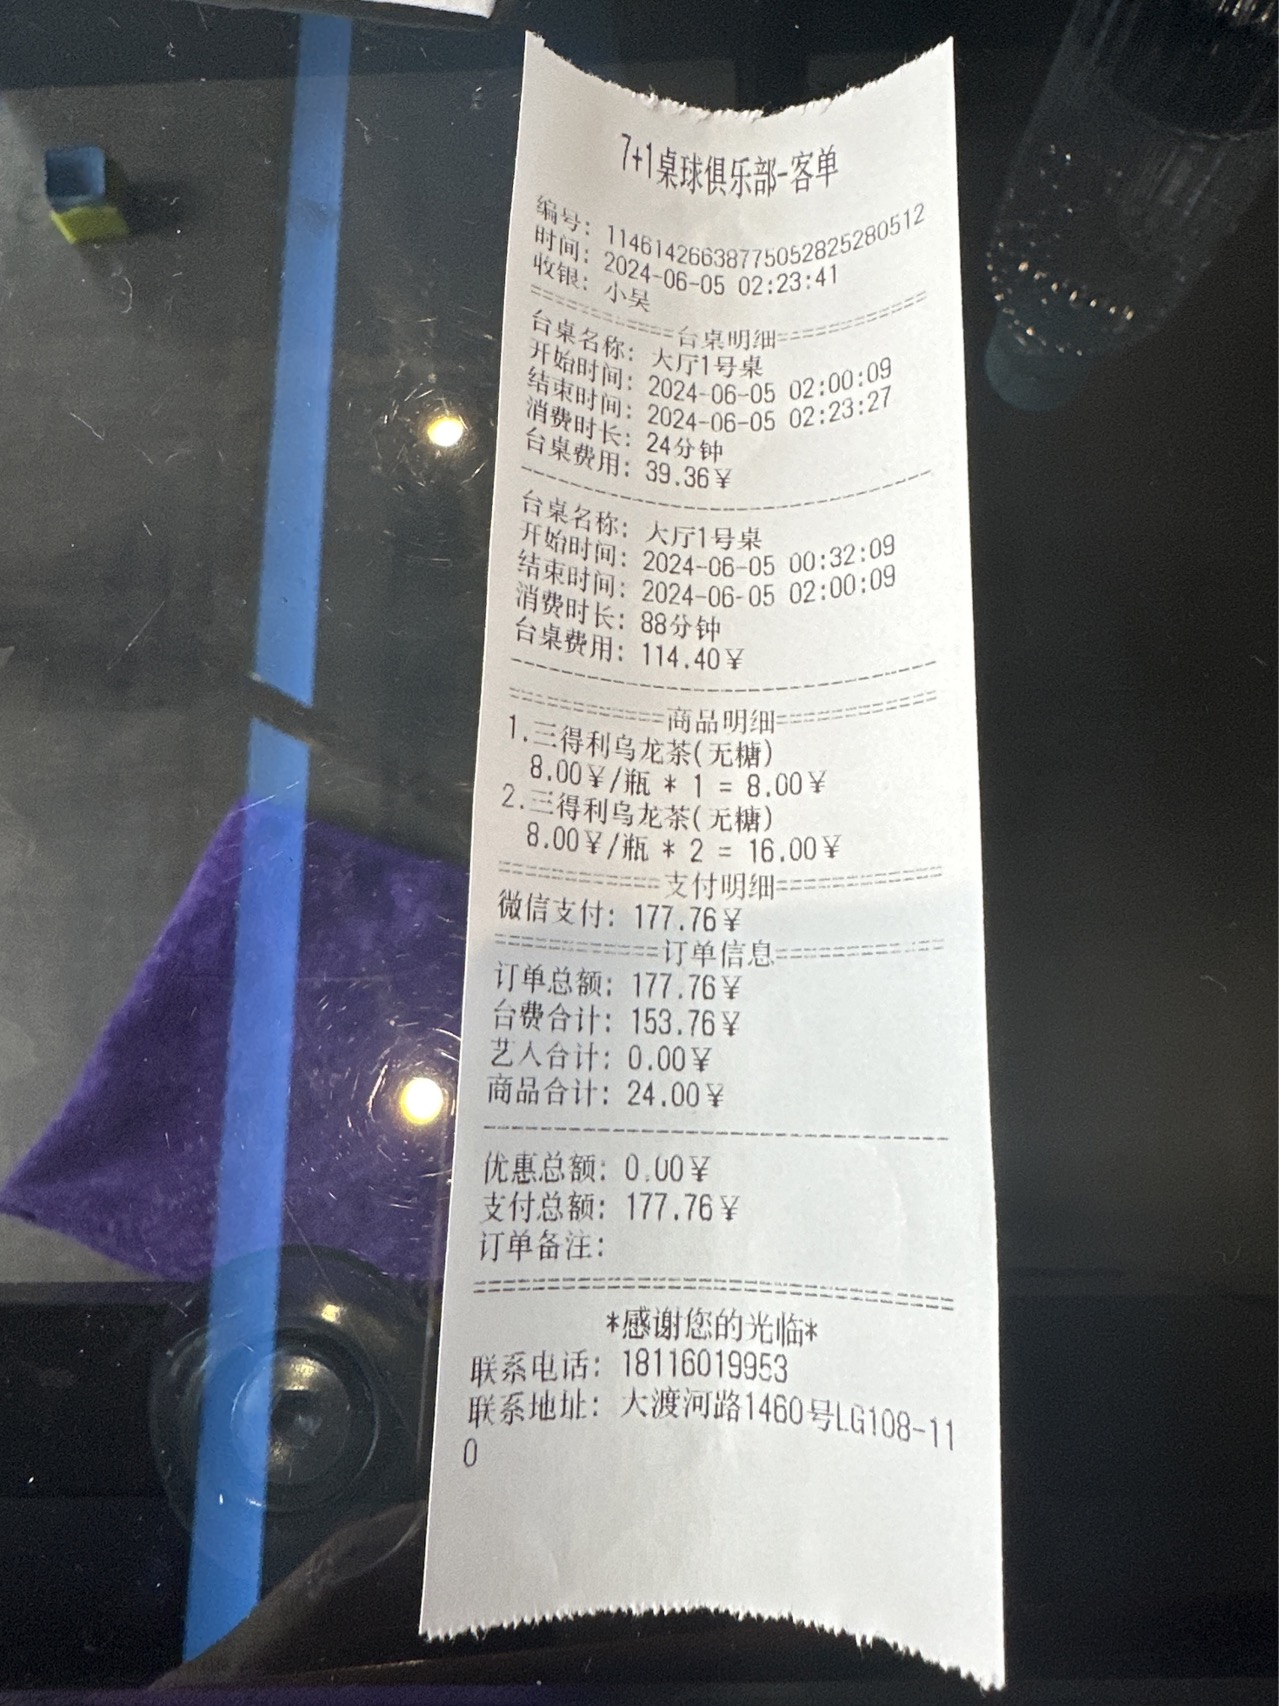 7+1桌球俱乐部-客单
编号: 1146142663877505282528​0512
时间: 2024-06-05 02:23:41
收银: 小吴
==========台桌明细==========
台桌名称: 大厅1号桌
开始时间: 2024-06-05 02:00:09
结束时间: 2024-06-05 02:23:27
消费时长: 24分钟
台桌费用: 39.36¥
--------------------------------
台桌名称: 大厅1号桌
开始时间: 2024-06-05 00:32:09
结束时间: 2024-06-05 02:00:09
消费时长: 88分钟
台桌费用: 114.40¥
--------------------------------
==========商品明细==========
1.三得利乌龙茶(无糖)
8.00¥/瓶 * 1 = 8.00¥
2.三得利乌龙茶(无糖)
8.00¥/瓶 * 2 = 16.00¥
==========支付明细==========
微信支付: 177.76¥
==========订单信息==========
订单总额: 177.76¥
台费合计: 153.76¥
艺人合计: 0.00¥
商品合计: 24.00¥
--------------------------------
优惠总额: 0.00¥
支付总额: 177.76¥
订单备注:
================================
*感谢您的光临*
联系电话: 18116019953
联系地址: 大渡河路1460号LG108-11
0